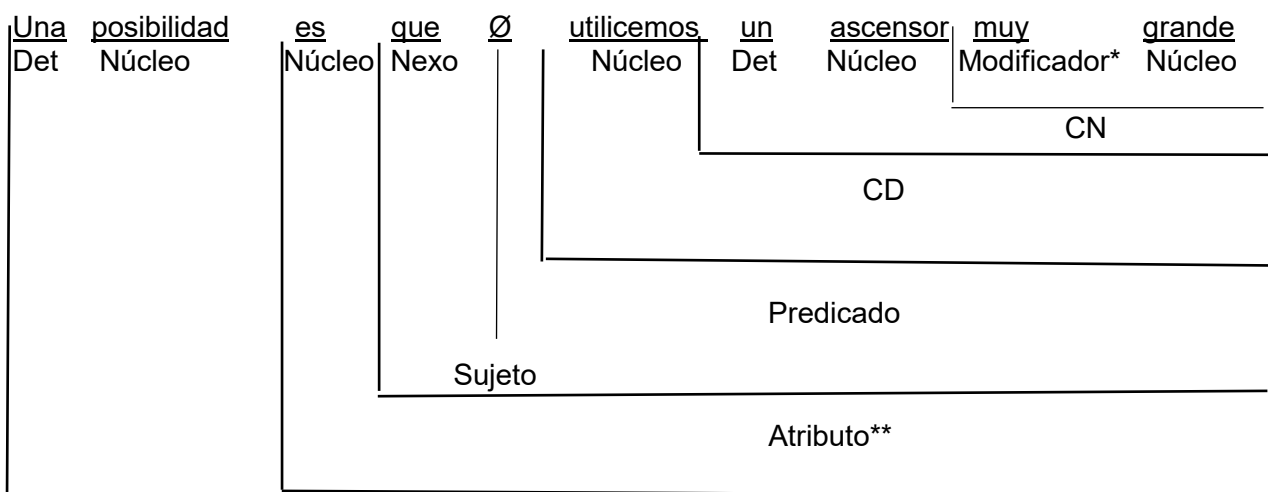 Una posibilidad es que Ø utilicemos un ascensor muy grande
Det Núcleo Núcleo Nexo Núcleo Det Núcleo Modificador* Núcleo
CN
CD
Predicado
Sujeto
Atributo**